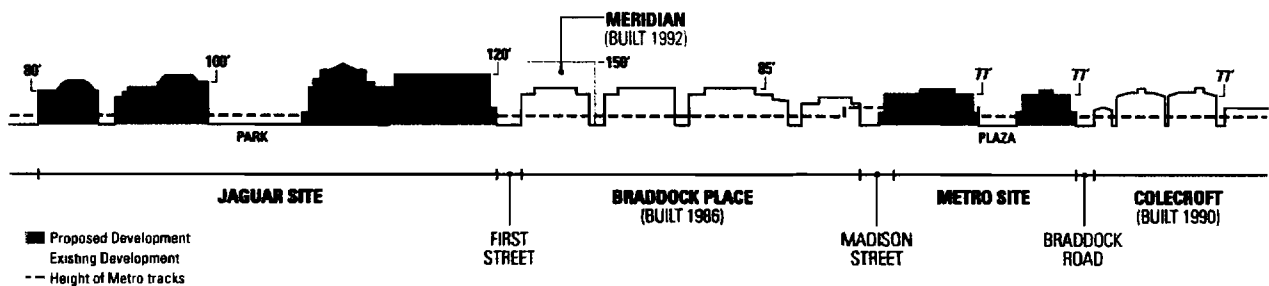 MERIDIAN
(BUILT 1992)
80'
100'
120'
150'
85'
77'
77'
77'
PARK
PLAZA
JAGUAR SITE
BRADDOCK PLACE
(BUILT 1986)
METRO SITE
COLECROFT
(BUILT 1990)
FIRST
STREET
MADISON
STREET
BRADDOCK
ROAD
Proposed Development
Existing Development
Height of Metro tracks